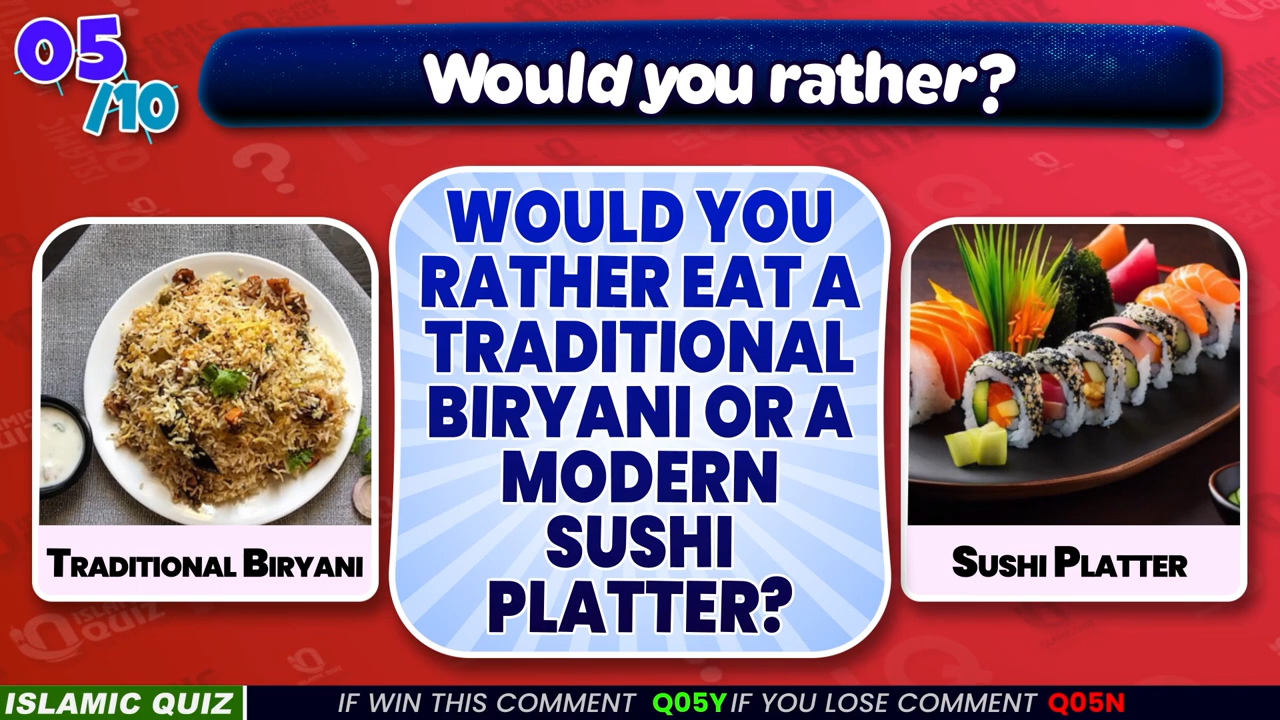 05
/10
Would you rather?
WOULD YOU
RATHER EAT A
TRADITIONAL
BIRYANI OR A
MODERN
SUSHI
PLATTER?
TRADITIONAL BIRYANI
SUSHI PLATTER
ISLAMIC QUIZ
IF WIN THIS COMMENT Q05Y IF YOU LOSE COMMENT Q05N